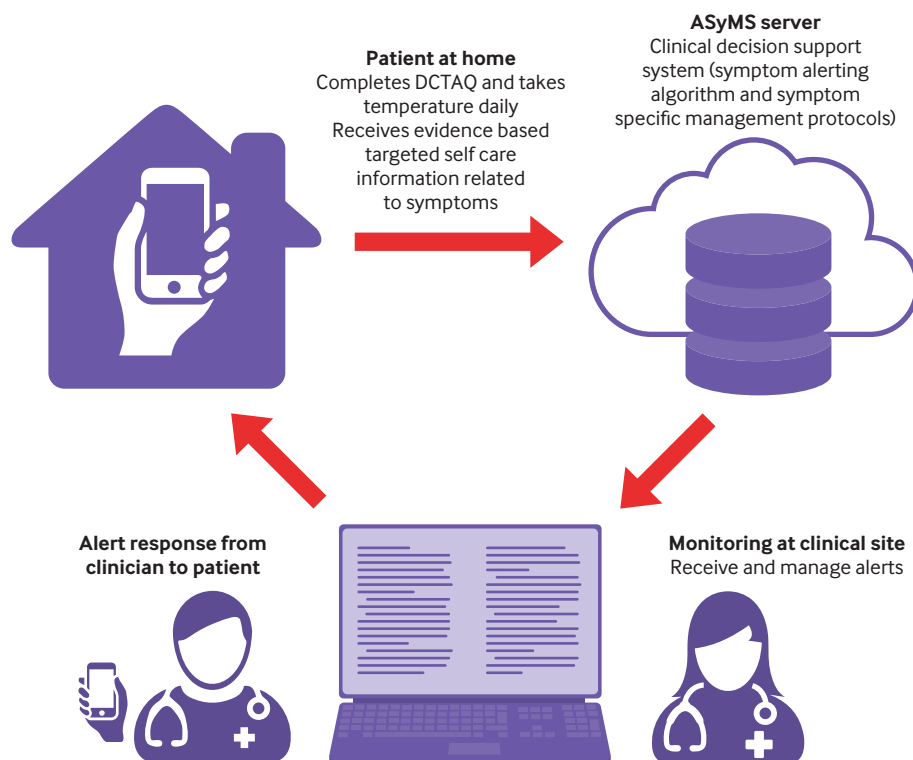 Patient at home
Completes DCTAQ and takes
temperature daily
Receives evidence based
targeted self care
information related
to symptoms
ASyMS server
Clinical decision support
system (symptom alerting
algorithm and symptom
specific management protocols)
Alert response from
clinician to patient
Monitoring at clinical site
Receive and manage alerts